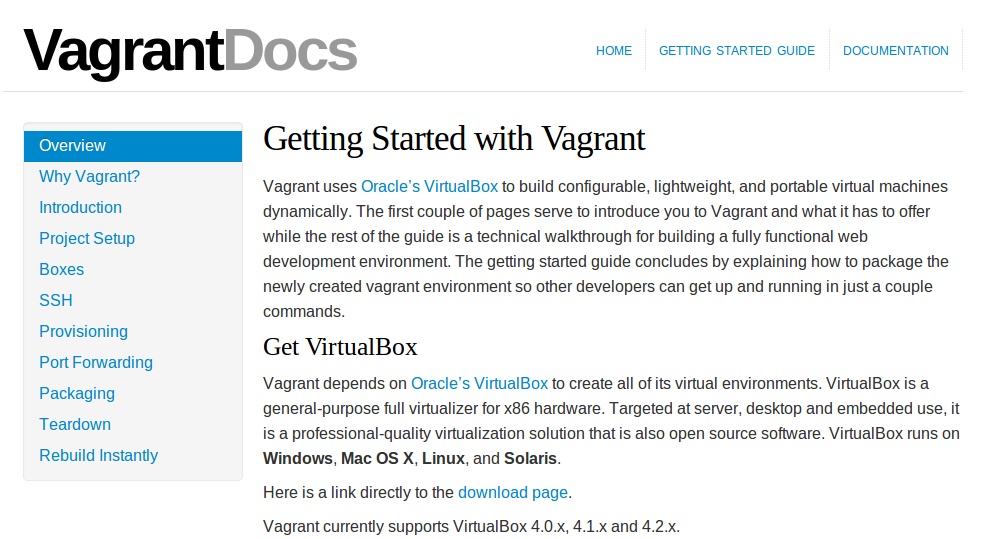 VagrantDocs
HOME
GETTING STARTED GUIDE
DOCUMENTATION
Overview
Why Vagrant?
Introduction
Project Setup
Boxes
SSH
Provisioning
Port Forwarding
Packaging
Teardown
Rebuild Instantly
Getting Started with Vagrant
Vagrant uses Oracle’s VirtualBox to build configurable, lightweight, and portable virtual machines
dynamically. The first couple of pages serve to introduce you to Vagrant and what it has to offer
while the rest of the guide is a technical walkthrough for building a fully functional web
development environment. The getting started guide concludes by explaining how to package the
newly created vagrant environment so other developers can get up and running in just a couple
commands.
Get VirtualBox
Vagrant depends on Oracle’s VirtualBox to create all of its virtual environments. VirtualBox is a
general-purpose full virtualizer for x86 hardware. Targeted at server, desktop and embedded use, it
is a professional-quality virtualization solution that is also open source software. VirtualBox runs on
Windows, Mac OS X, Linux, and Solaris.
Here is a link directly to the download page.
Vagrant currently supports VirtualBox 4.0.x, 4.1.x and 4.2.x.